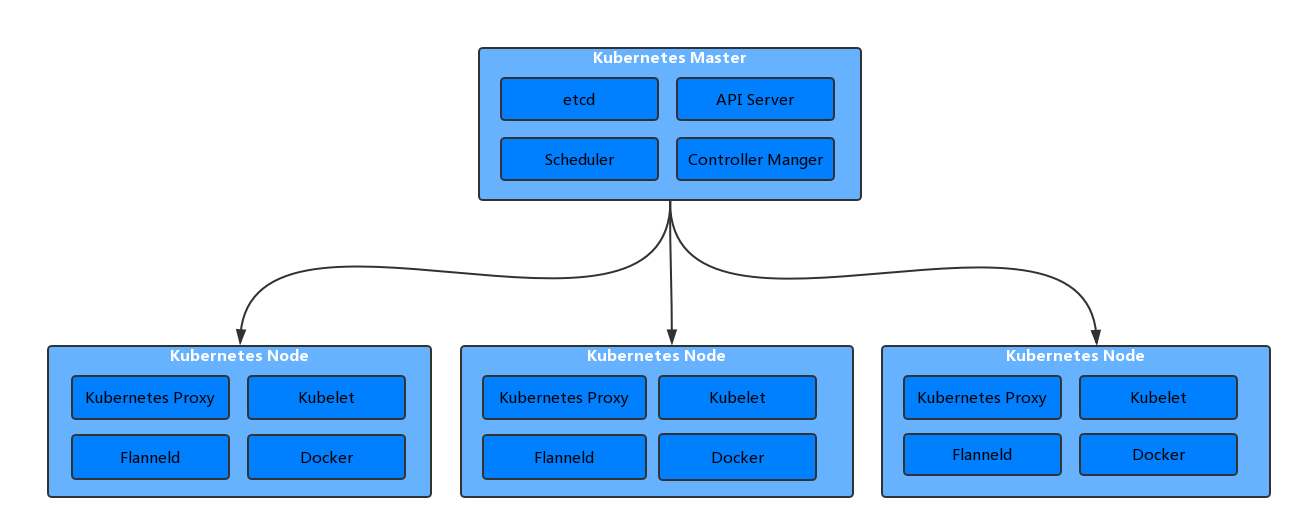 Kubernetes Master
etcd
API Server
Scheduler
Controller Manger
Kubernetes Node
Kubernetes Proxy
Kubelet
Flanneld
Docker
Kubernetes Node
Kubernetes Proxy
Kubelet
Flanneld
Docker
Kubernetes Node
Kubernetes Proxy
Kubelet
Flanneld
Docker